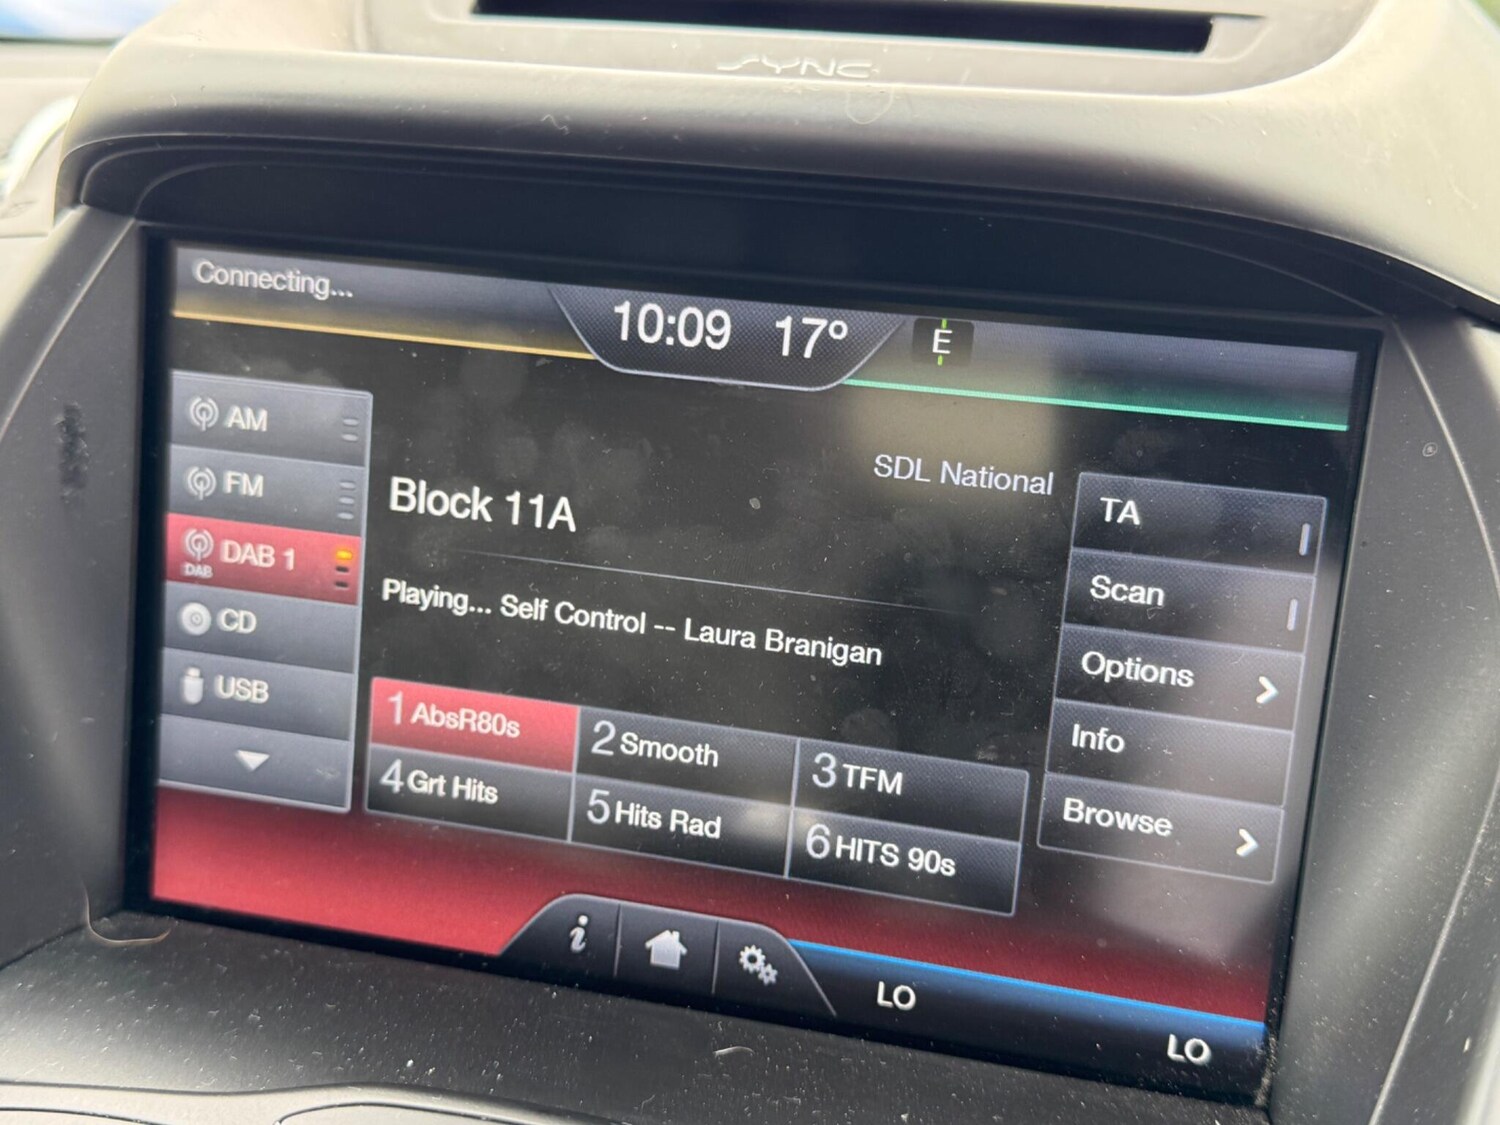 SYNC
Connecting...
10:09 17° E
AM
FM
DAB 1
DAB
CD
USB
SDL National
Block 11A
Playing... Self Control -- Laura Branigan
1 AbsR80s
2 Smooth
3 TFM
4 Grt Hits
5 Hits Rad
6 HITS 90s
TA
Scan
Options
Info
Browse
i
LO
LO